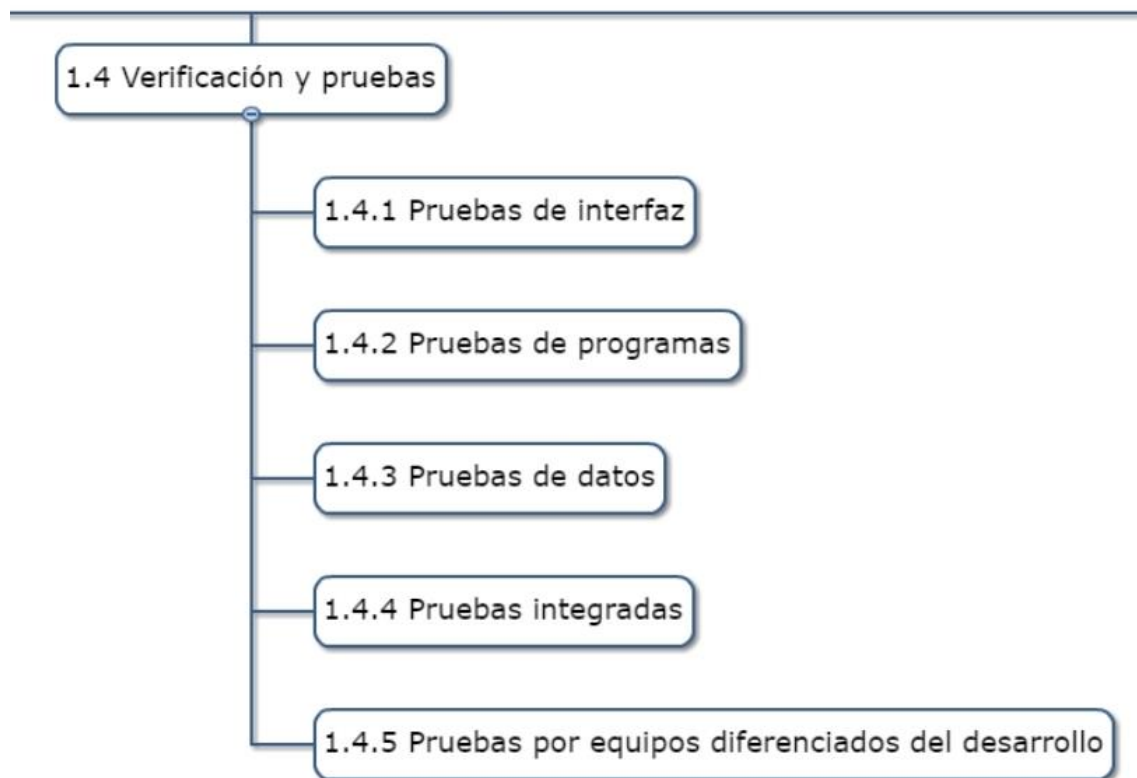 1.4 Verificación y pruebas
1.4.1 Pruebas de interfaz
1.4.2 Pruebas de programas
1.4.3 Pruebas de datos
1.4.4 Pruebas integradas
1.4.5 Pruebas por equipos diferenciados del desarrollo